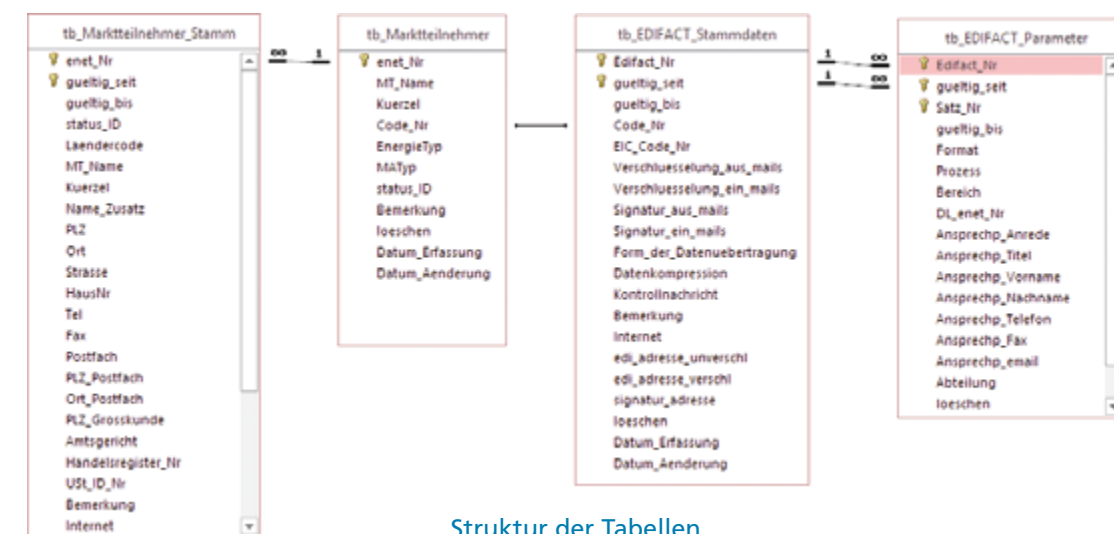 tb_Marktteilnehmer_Stamm
enet_Nr
gueltig_seit
gueltig_bis
status_ID
Laendercode
MT_Name
Kuerzel
Name_Zusatz
PLZ
Ort
Strasse
HausNr
Tel
Fax
Postfach
PLZ_Postfach
Ort_Postfach
PLZ_Grosskunde
Amtsgericht
Handelsregister_Nr
USt_ID_Nr
Bemerkung
Internet
∞ 1
tb_Marktteilnehmer
enet_Nr
MT_Name
Kuerzel
Code_Nr
EnergieTyp
MATyp
status_ID
Bemerkung
loeschen
Datum_Erfassung
Datum_Aenderung
tb_EDIFACT_Stammdaten
Edifact_Nr
gueltig_seit
gueltig_bis
Code_Nr
EIC_Code_Nr
Verschluesselung_aus_mails
Verschluesselung_ein_mails
Signatur_aus_mails
Signatur_ein_mails
Form_der_Datenuebertragung
Datenkompression
Kontrollnachricht
Bemerkung
Internet
edi_adresse_unverschl
edi_adresse_verschl
signatur_adresse
loeschen
Datum_Erfassung
Datum_Aenderung
1 ∞
1 ∞
tb_EDIFACT_Parameter
Edifact_Nr
gueltig_seit
Satz_Nr
gueltig_bis
Format
Prozess
Bereich
DL_enet_Nr
Ansprechp_Anrede
Ansprechp_Titel
Ansprechp_Vorname
Ansprechp_Nachname
Ansprechp_Telefon
Ansprechp_Fax
Ansprechp_email
Abteilung
loeschen
Struktur der Tabellen